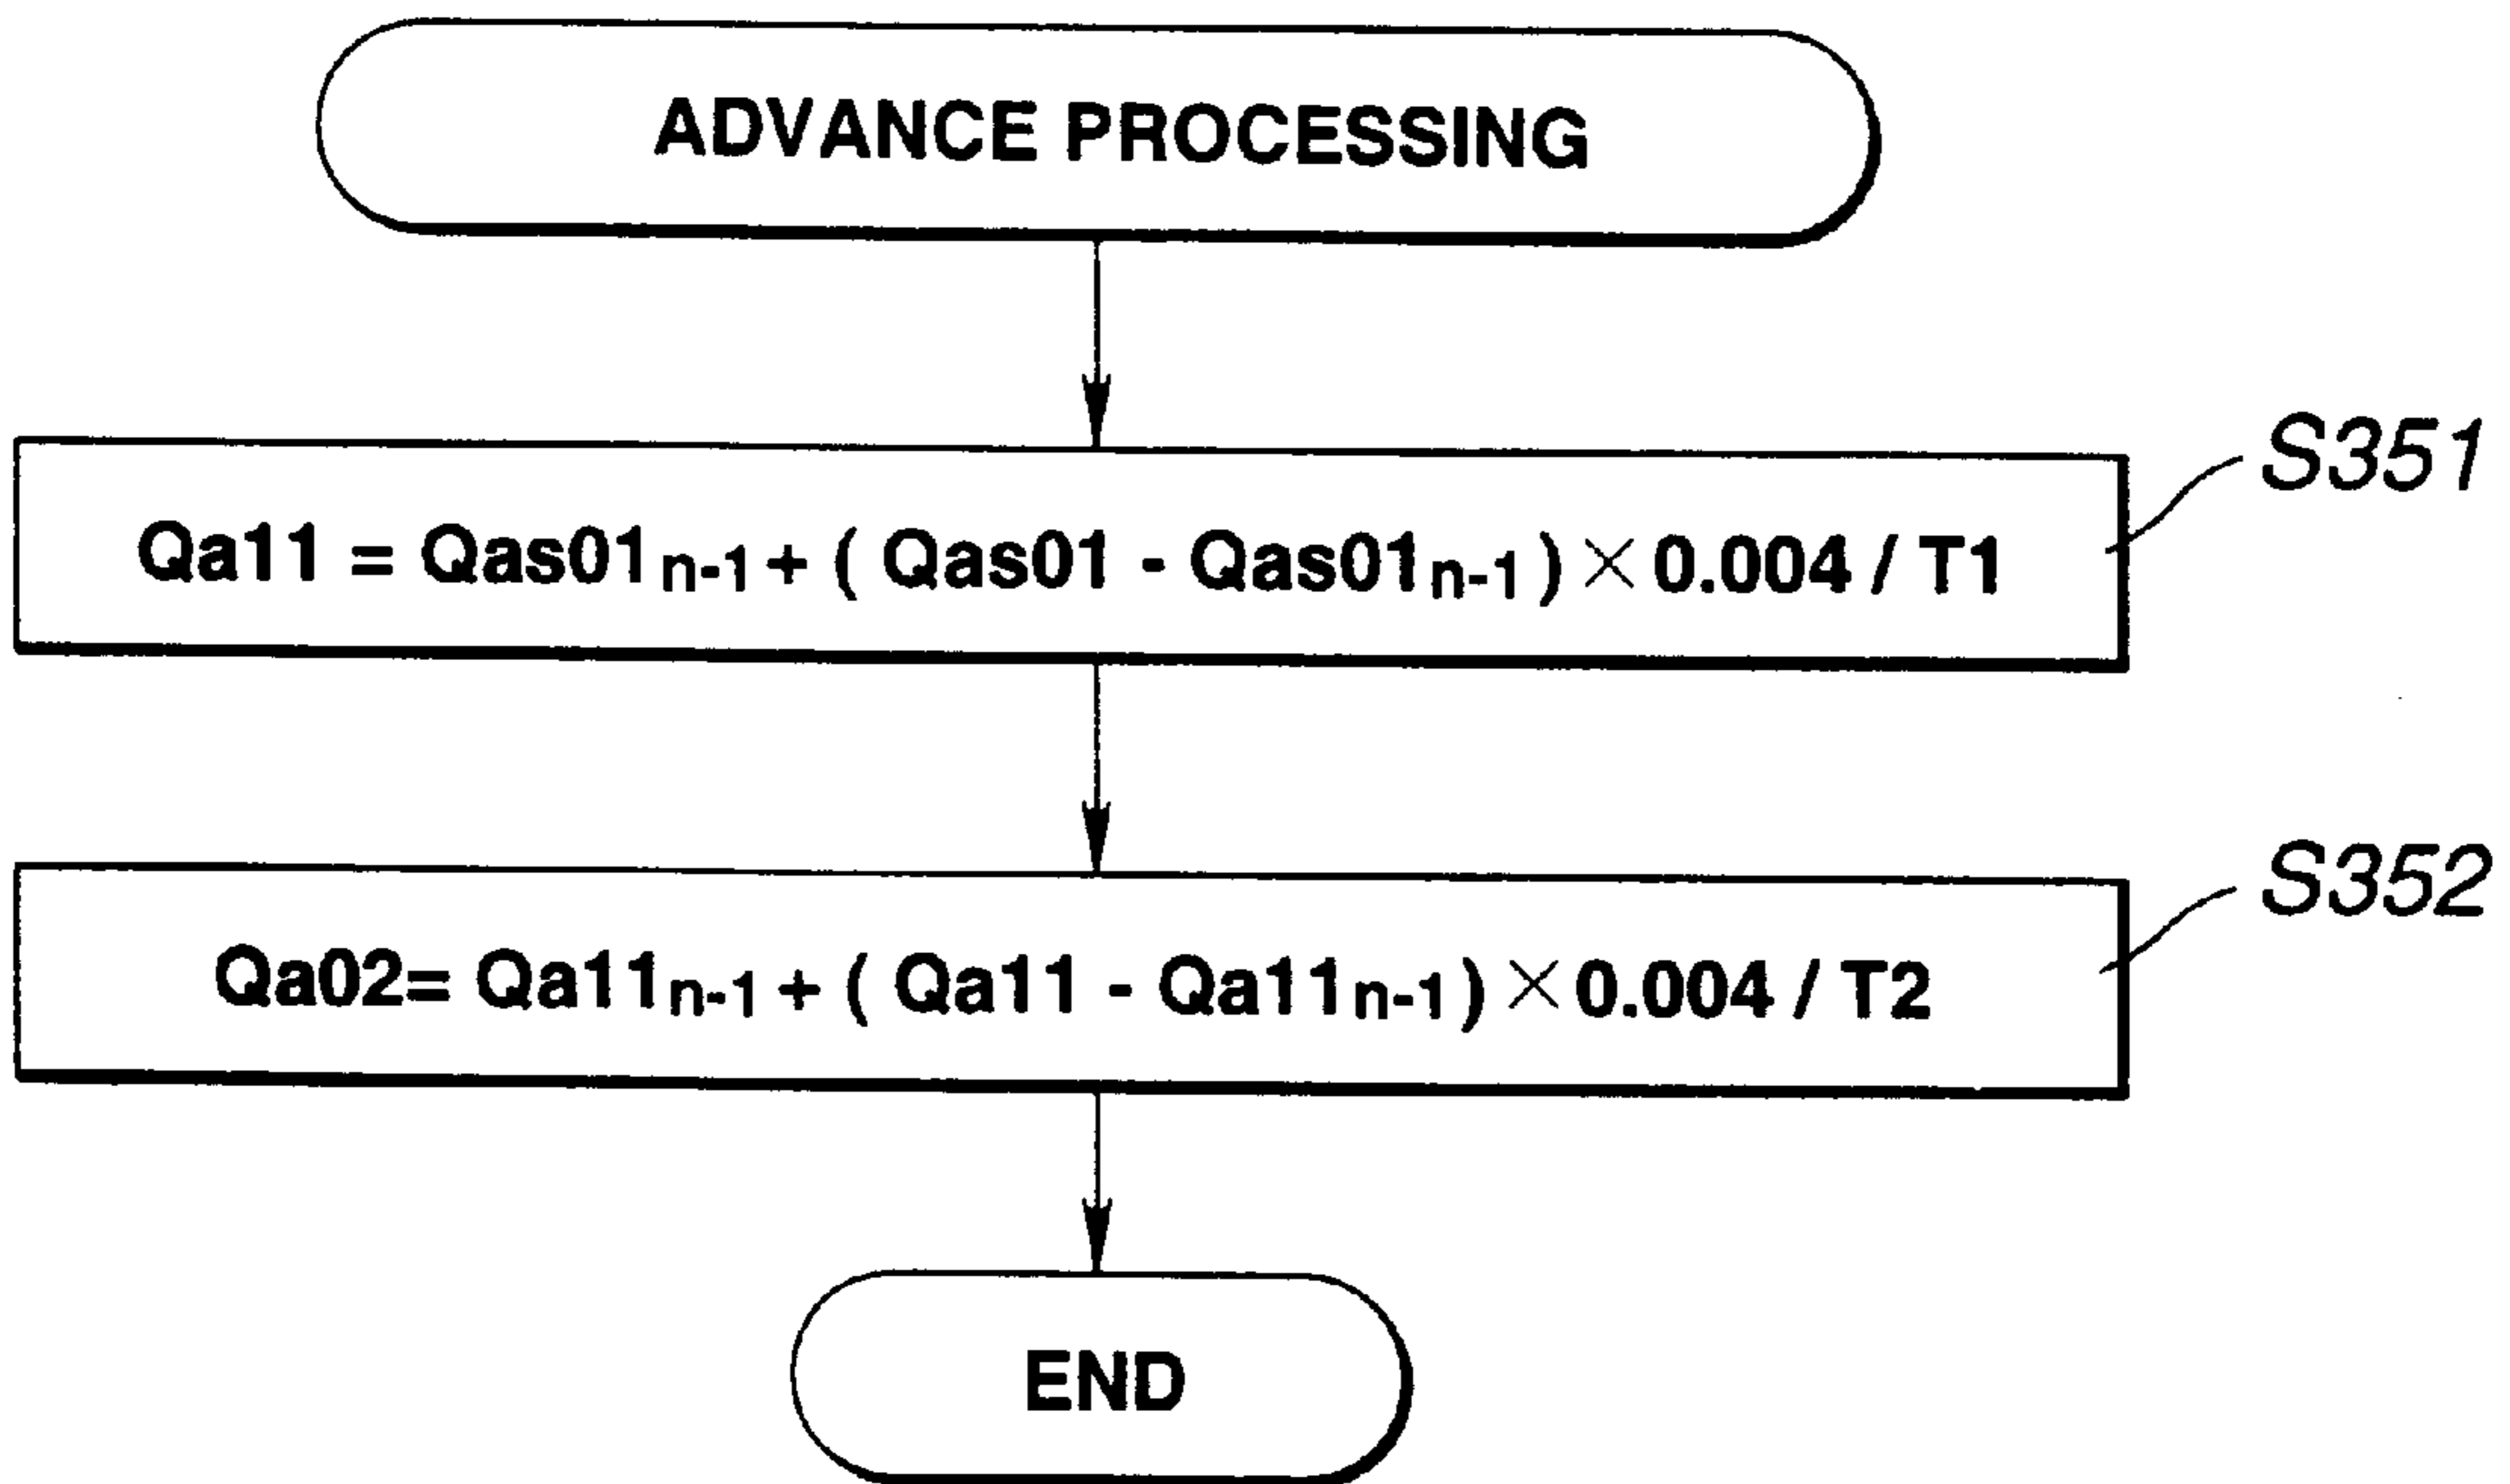 ADVANCE PROCESSING
S351
Qa11 = Qas01n-1 + ( Qas01 - Qas01n-1 ) × 0.004 / T1
S352
Qa02= Qa11n-1 + ( Qa11 - Qa11n-1 ) × 0.004 / T2
END